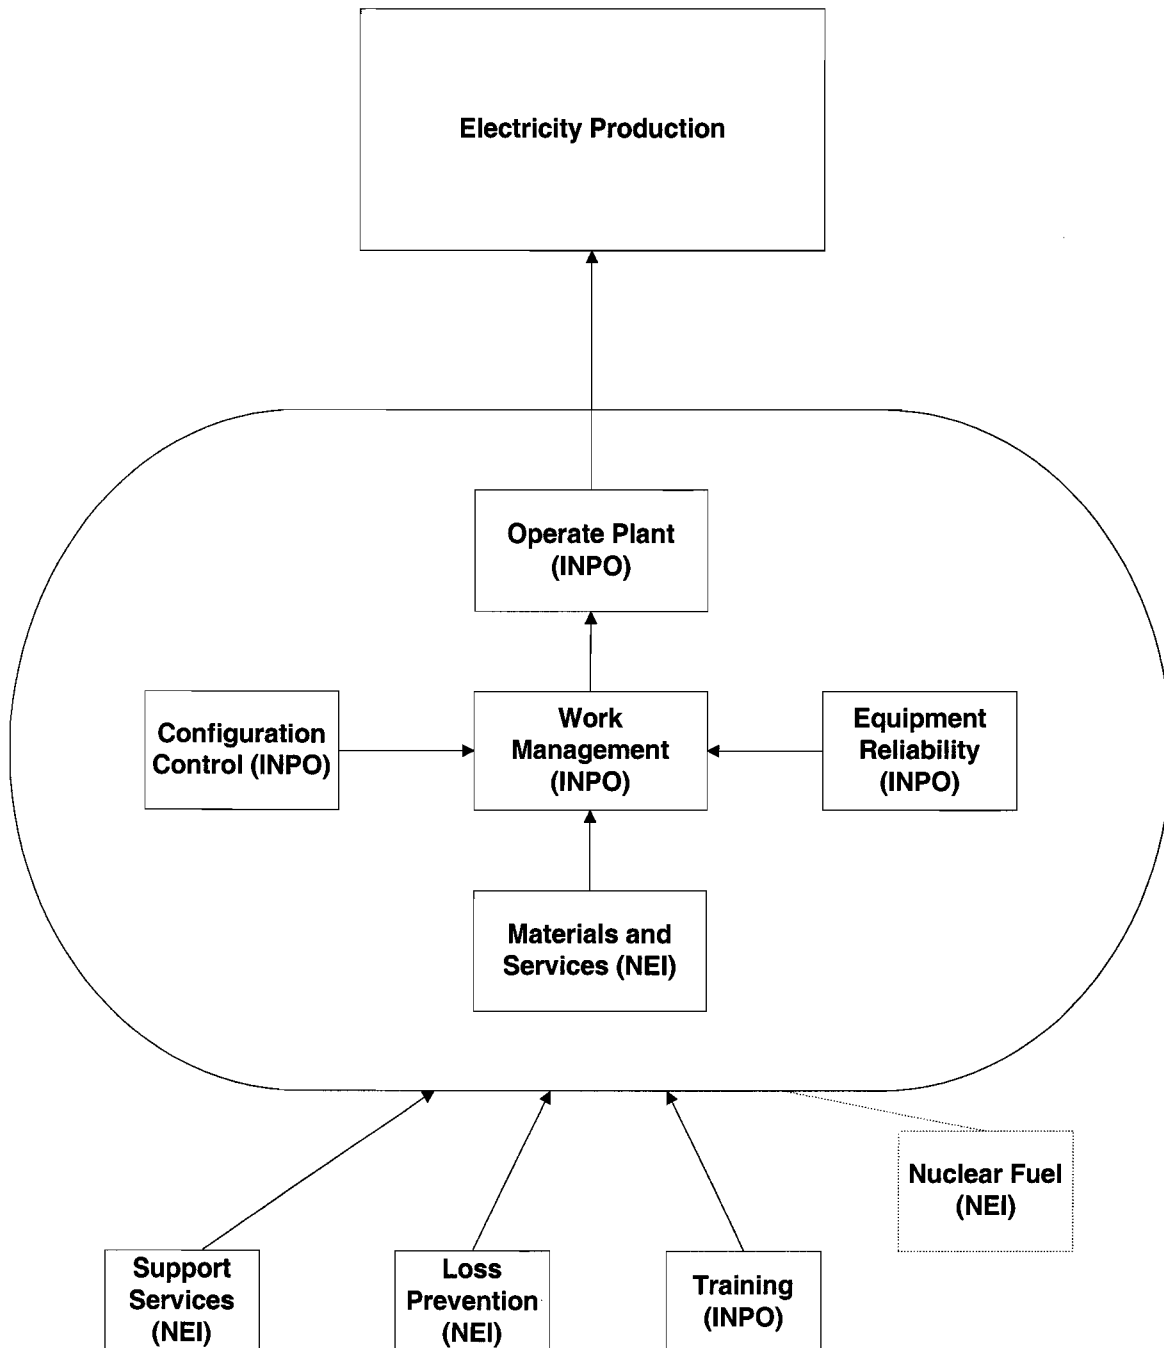 Electricity Production
Operate Plant
(INPO)
Configuration
Control (INPO)
Work
Management
(INPO)
Equipment
Reliability
(INPO)
Materials and
Services (NEI)
Nuclear Fuel
(NEI)
Support
Services
(NEI)
Loss
Prevention
(NEI)
Training
(INPO)